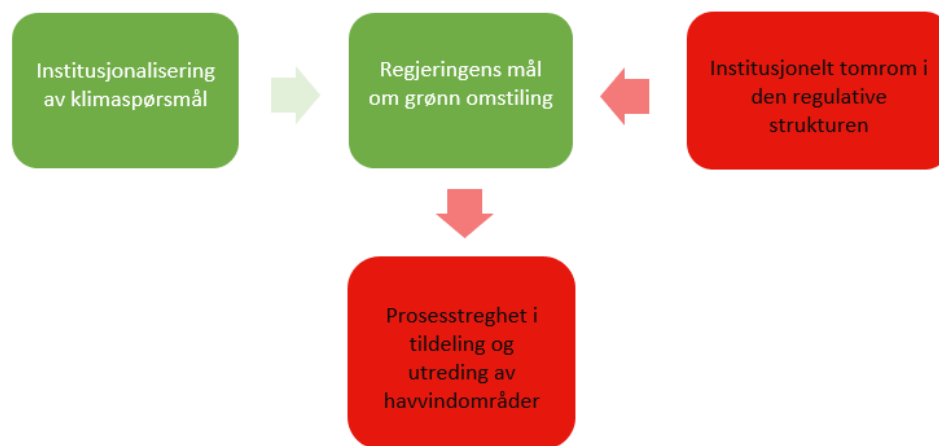 Institusjonalisering
av klimaspørsmål
Regjeringens mål
om grønn omstiling
Institusjonelt tomrom i
den regulative
strukturen
Prosesstreghet i
tildeling og
utreding av
havvindområder